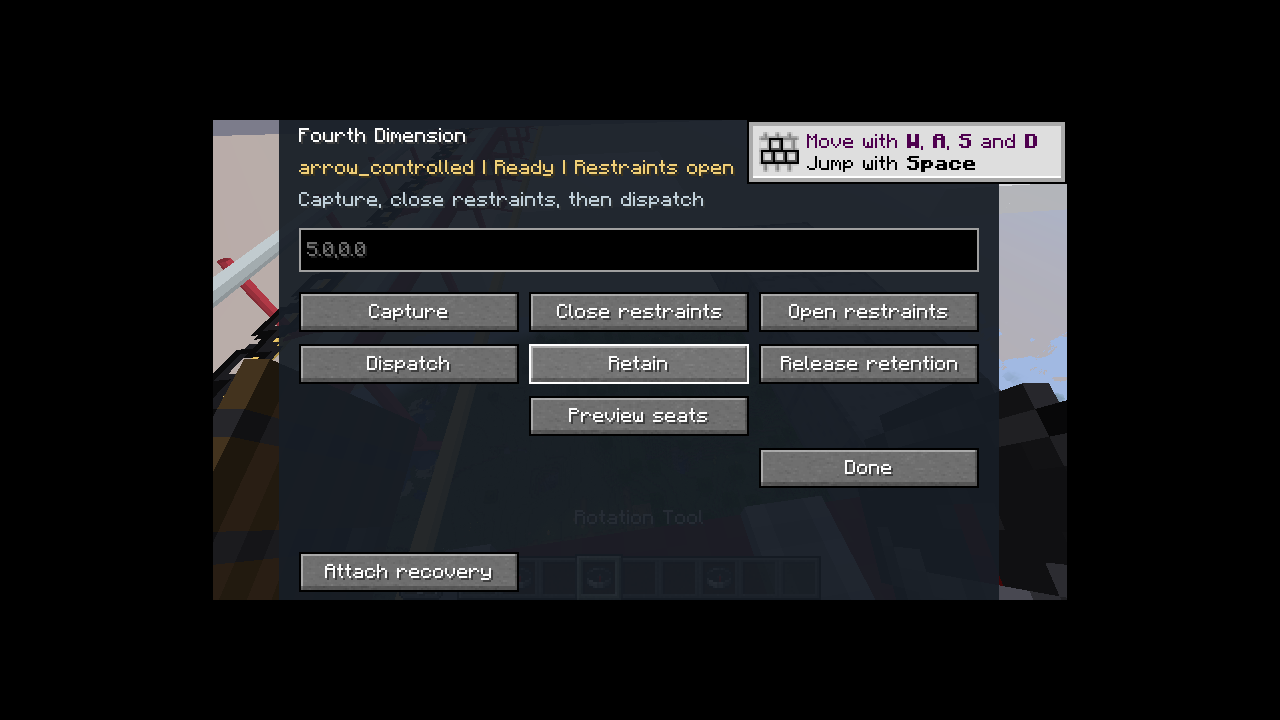 Fourth Dimension
Move with W, A, S and D
Jump with Space
arrow_controlled | Ready | Restraints open
Capture, close restraints, then dispatch
5.0,0.0
Capture
Close restraints
Open restraints
Dispatch
Retain
Release retention
Preview seats
Done
Rotation Tool
Attach recovery